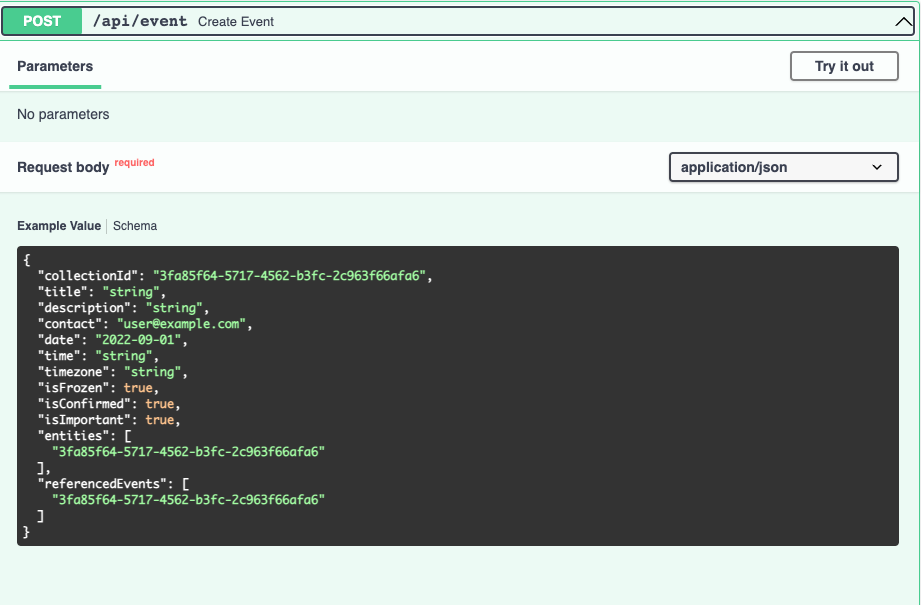 POST /api/event Create Event
Parameters
Try it out
No parameters
Request body required
application/json
Example Value Schema
{
  "collectionId": "3fa85f64-5717-4562-b3fc-2c963f66afa6",
  "title": "string",
  "description": "string",
  "contact": "user@example.com",
  "date": "2022-09-01",
  "time": "string",
  "timezone": "string",
  "isFrozen": true,
  "isConfirmed": true,
  "isImportant": true,
  "entities": [
    "3fa85f64-5717-4562-b3fc-2c963f66afa6"
  ],
  "referencedEvents": [
    "3fa85f64-5717-4562-b3fc-2c963f66afa6"
  ]
}